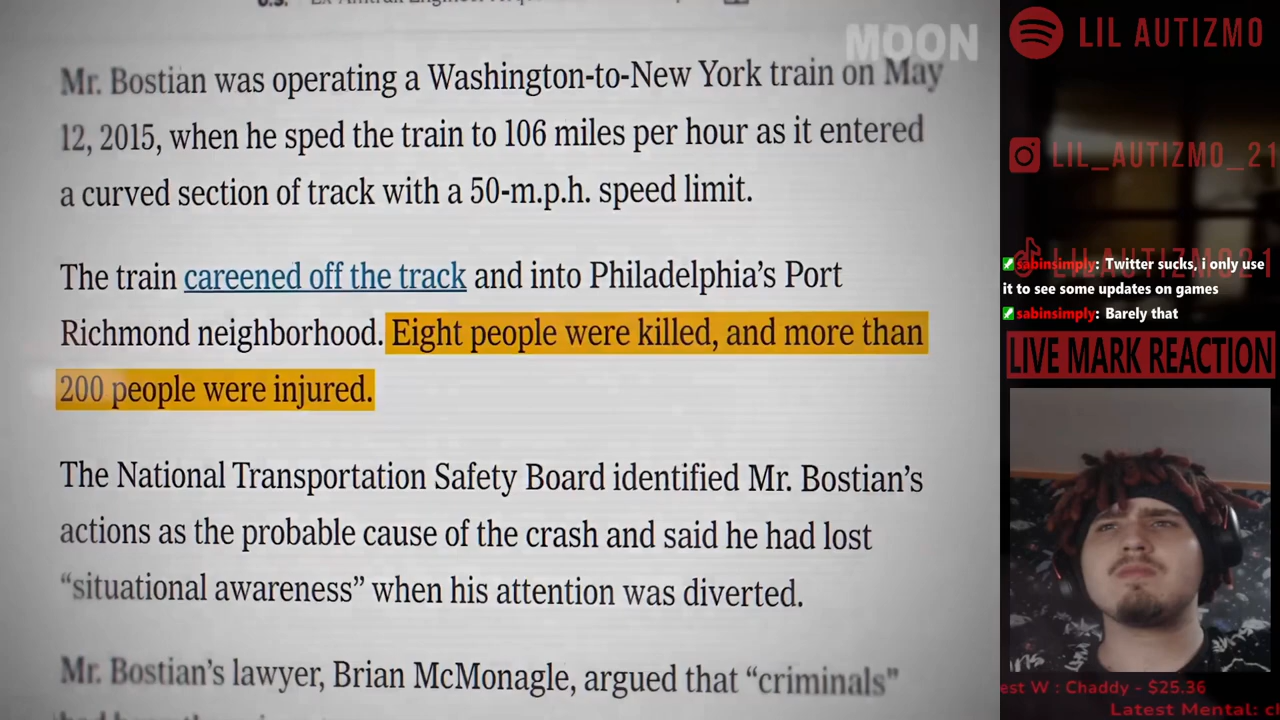 MOON
Mr. Bostian was operating a Washington-to-New York train on May
12, 2015, when he sped the train to 106 miles per hour as it entered
a curved section of track with a 50-m.p.h. speed limit.
The train careened off the track and into Philadelphia’s Port
Richmond neighborhood. Eight people were killed, and more than
200 people were injured.
The National Transportation Safety Board identified Mr. Bostian’s
actions as the probable cause of the crash and said he had lost
“situational awareness” when his attention was diverted.
Mr. Bostian’s lawyer, Brian McMonagle, argued that “criminals”
LIL AUTIZMO
LIL_AUTIZMO_21
LILAUTIZMO21
sabinsimply: Twitter sucks, i only use
it to see some updates on games
sabinsimply: Barely that
LIVE MARK REACTION
est W : Chaddy - $25.36
Latest Mental: